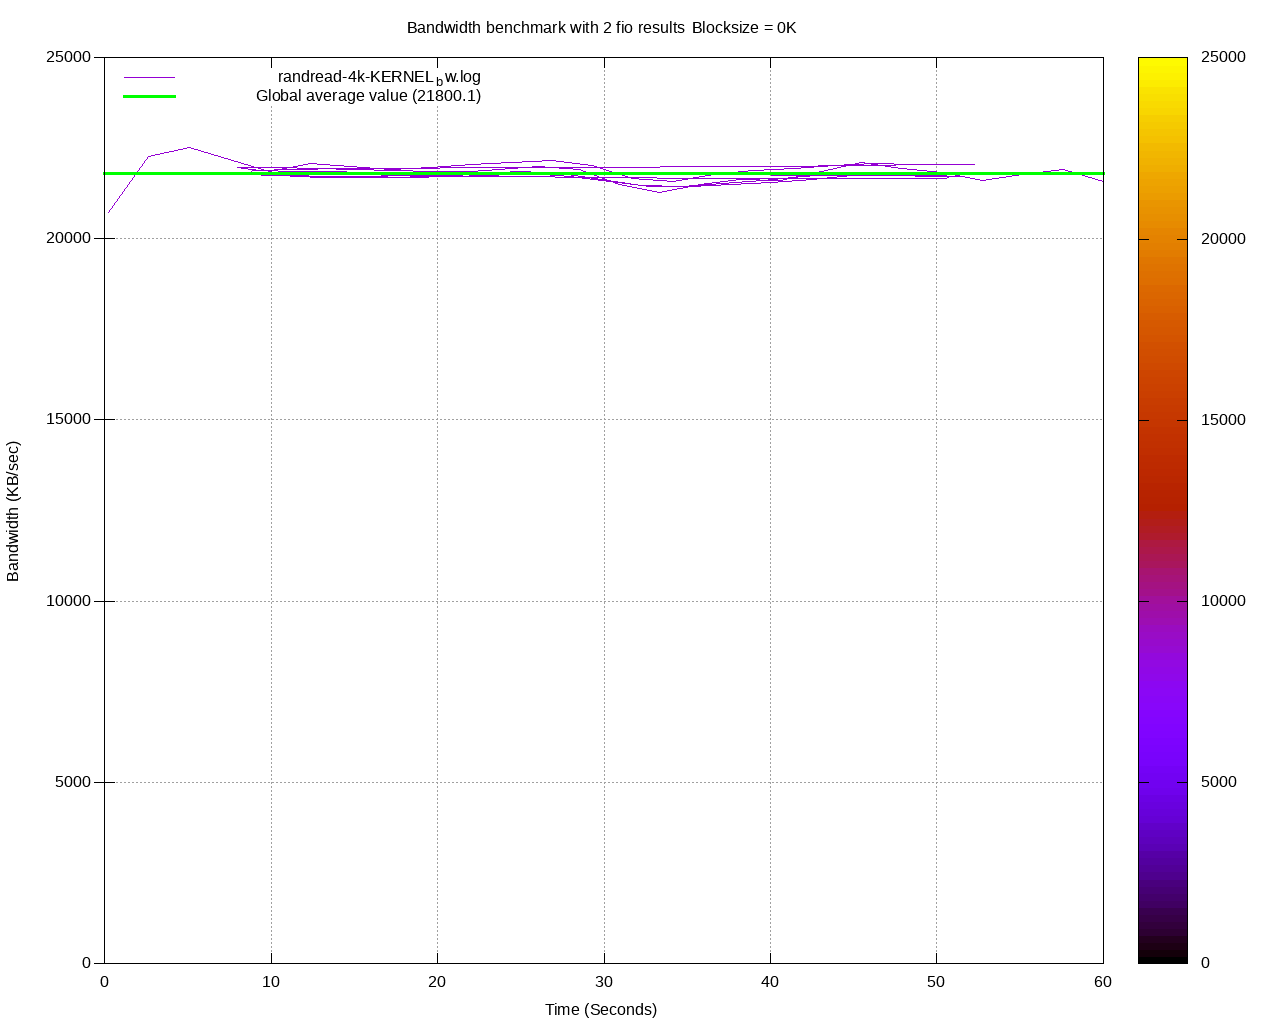 Bandwidth benchmark with 2 fio results Blocksize = 0K
randread-4k-KERNELbw.log
Global average value (21800.1)
25000
20000
15000
10000
5000
0
0 10 20 30 40 50 60
Time (Seconds)
Bandwidth (KB/sec)
25000
20000
15000
10000
5000
0